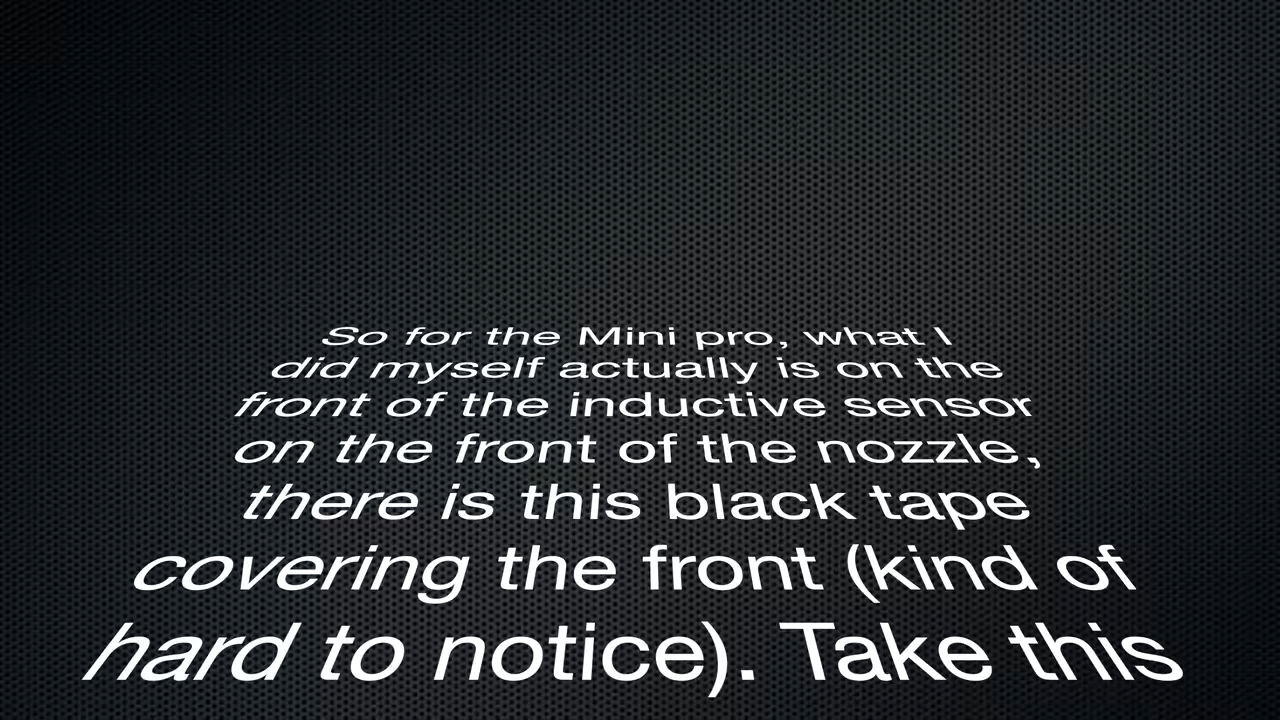 So for the Mini pro, what I
did myself actually is on the
front of the inductive sensor
on the front of the nozzle,
there is this black tape
covering the front (kind of
hard to notice). Take this